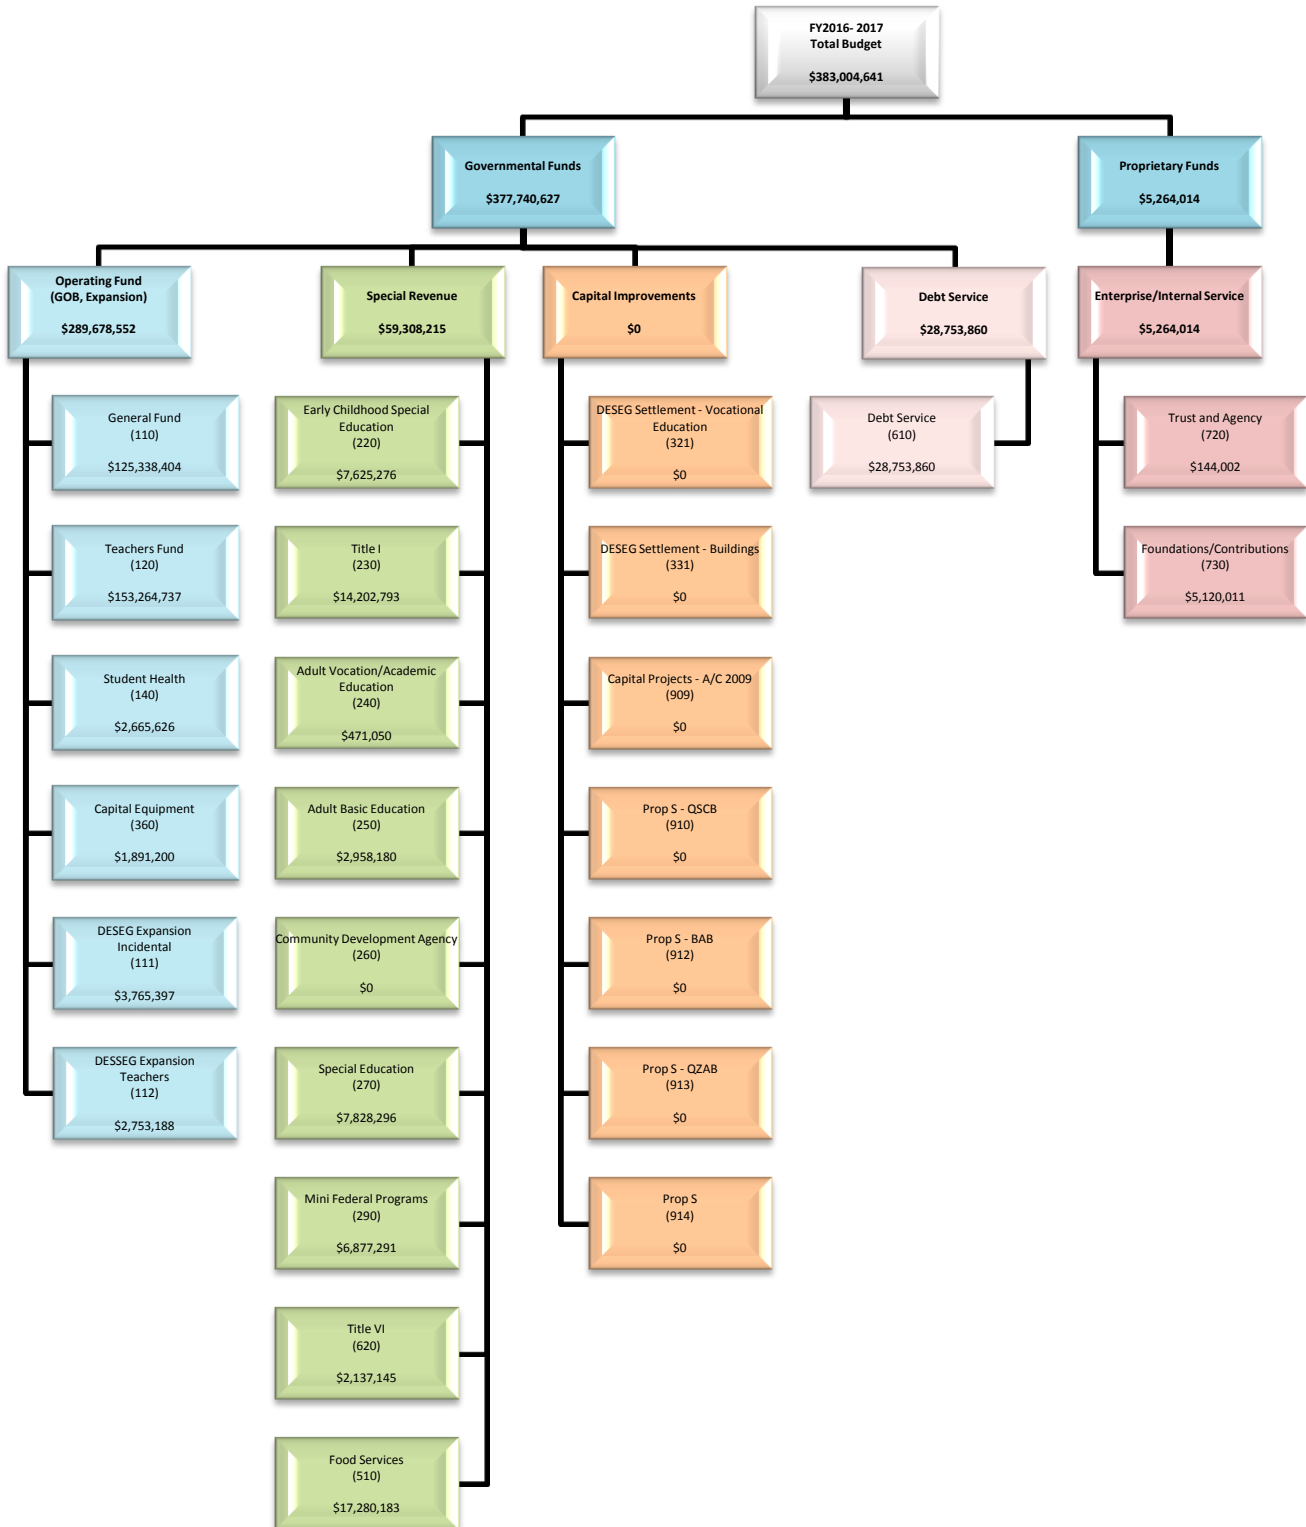 FY2016- 2017
Total Budget
$383,004,641
Governmental Funds
$377,740,627
Proprietary Funds
$5,264,014
Operating Fund
(GOB, Expansion)
$289,678,552
Special Revenue
$59,308,215
Capital Improvements
$0
Debt Service
$28,753,860
Enterprise/Internal Service
$5,264,014
General Fund
(110)
$125,338,404
Early Childhood Special
Education
(220)
$7,625,276
DESEG Settlement - Vocational
Education
(321)
$0
Debt Service
(610)
$28,753,860
Trust and Agency
(720)
$144,002
Teachers Fund
(120)
$153,264,737
Title I
(230)
$14,202,793
DESEG Settlement - Buildings
(331)
$0
Foundations/Contributions
(730)
$5,120,011
Student Health
(140)
$2,665,626
Adult Vocation/Academic
Education
(240)
$471,050
Capital Projects - A/C 2009
(909)
$0
Capital Equipment
(360)
$1,891,200
Adult Basic Education
(250)
$2,958,180
Prop S - QSCB
(910)
$0
DESEG Expansion
Incidental
(111)
$3,765,397
Community Development Agency
(260)
$0
Prop S - BAB
(912)
$0
DESSEG Expansion
Teachers
(112)
$2,753,188
Special Education
(270)
$7,828,296
Prop S - QZAB
(913)
$0
Mini Federal Programs
(290)
$6,877,291
Prop S
(914)
$0
Title VI
(620)
$2,137,145
Food Services
(510)
$17,280,183